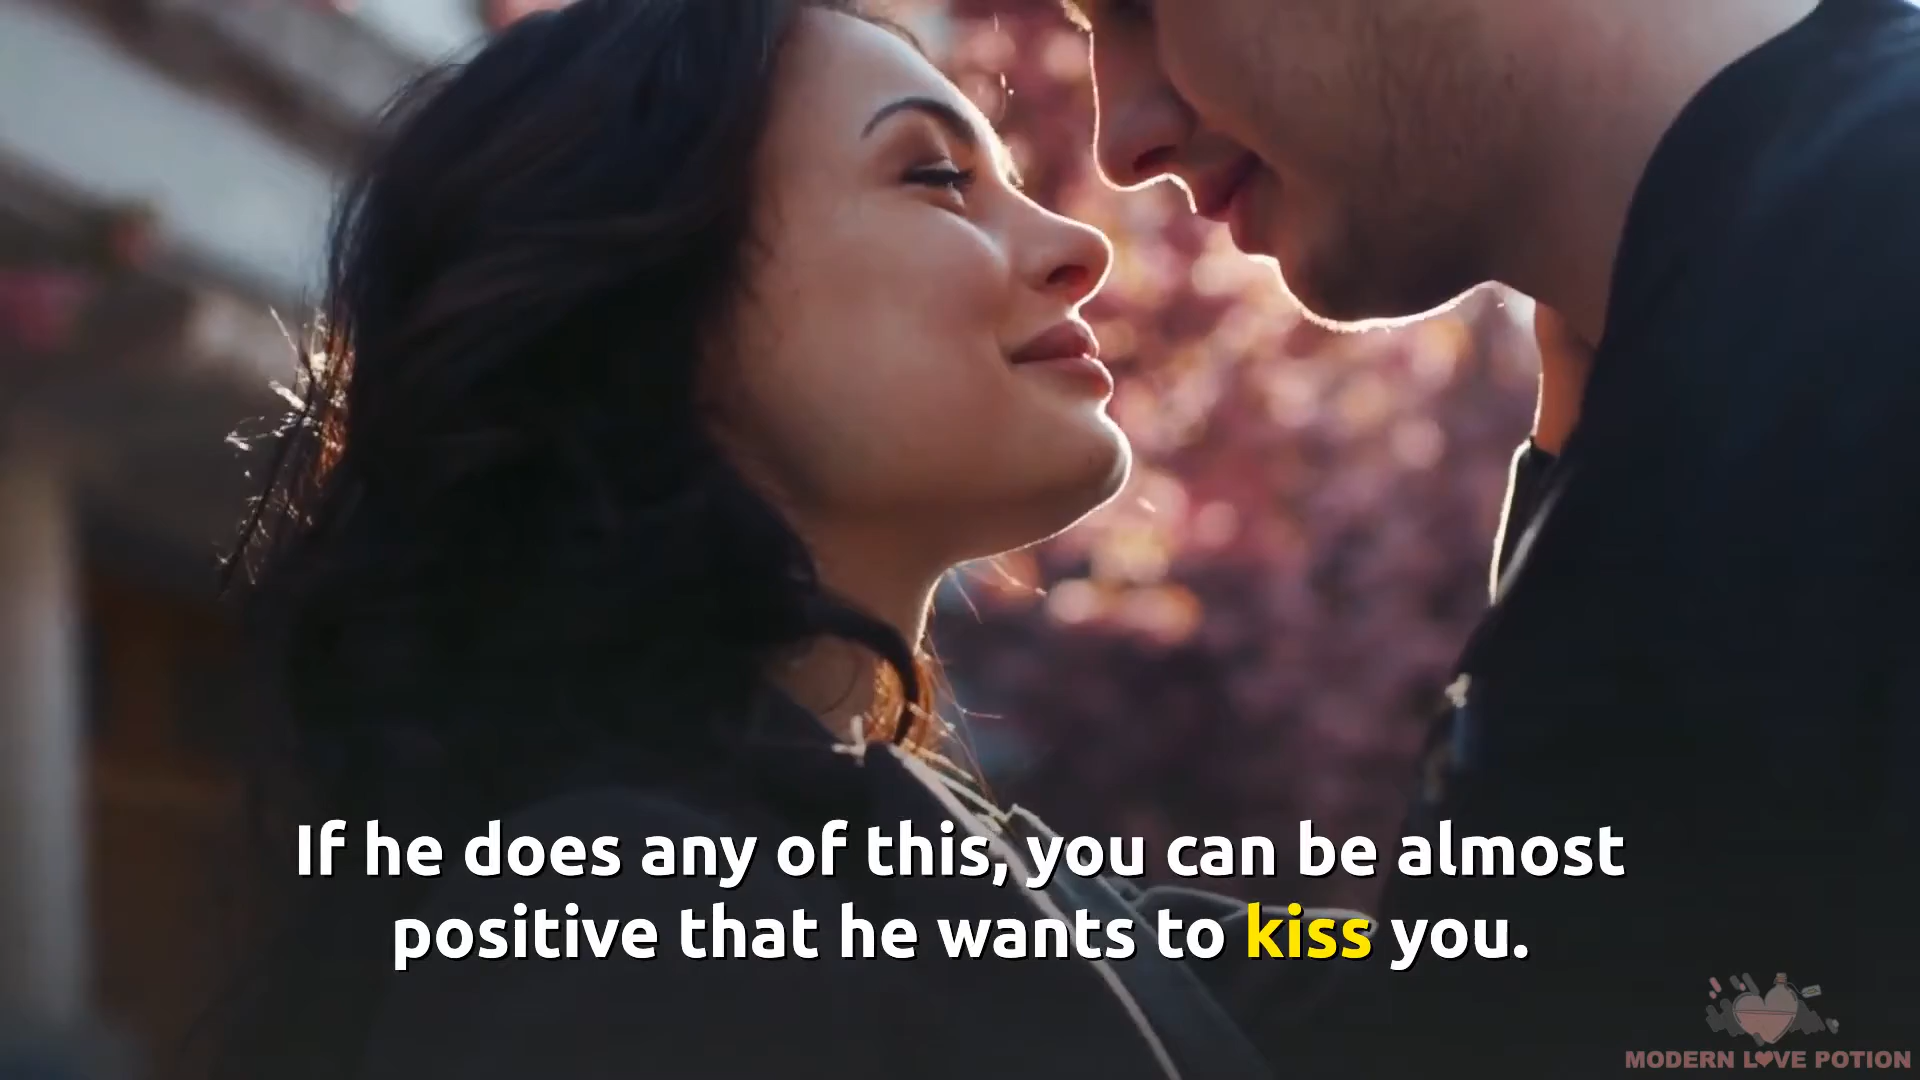 If he does any of this, you can be almost
positive that he wants to kiss you.
MODERN LOVE POTION